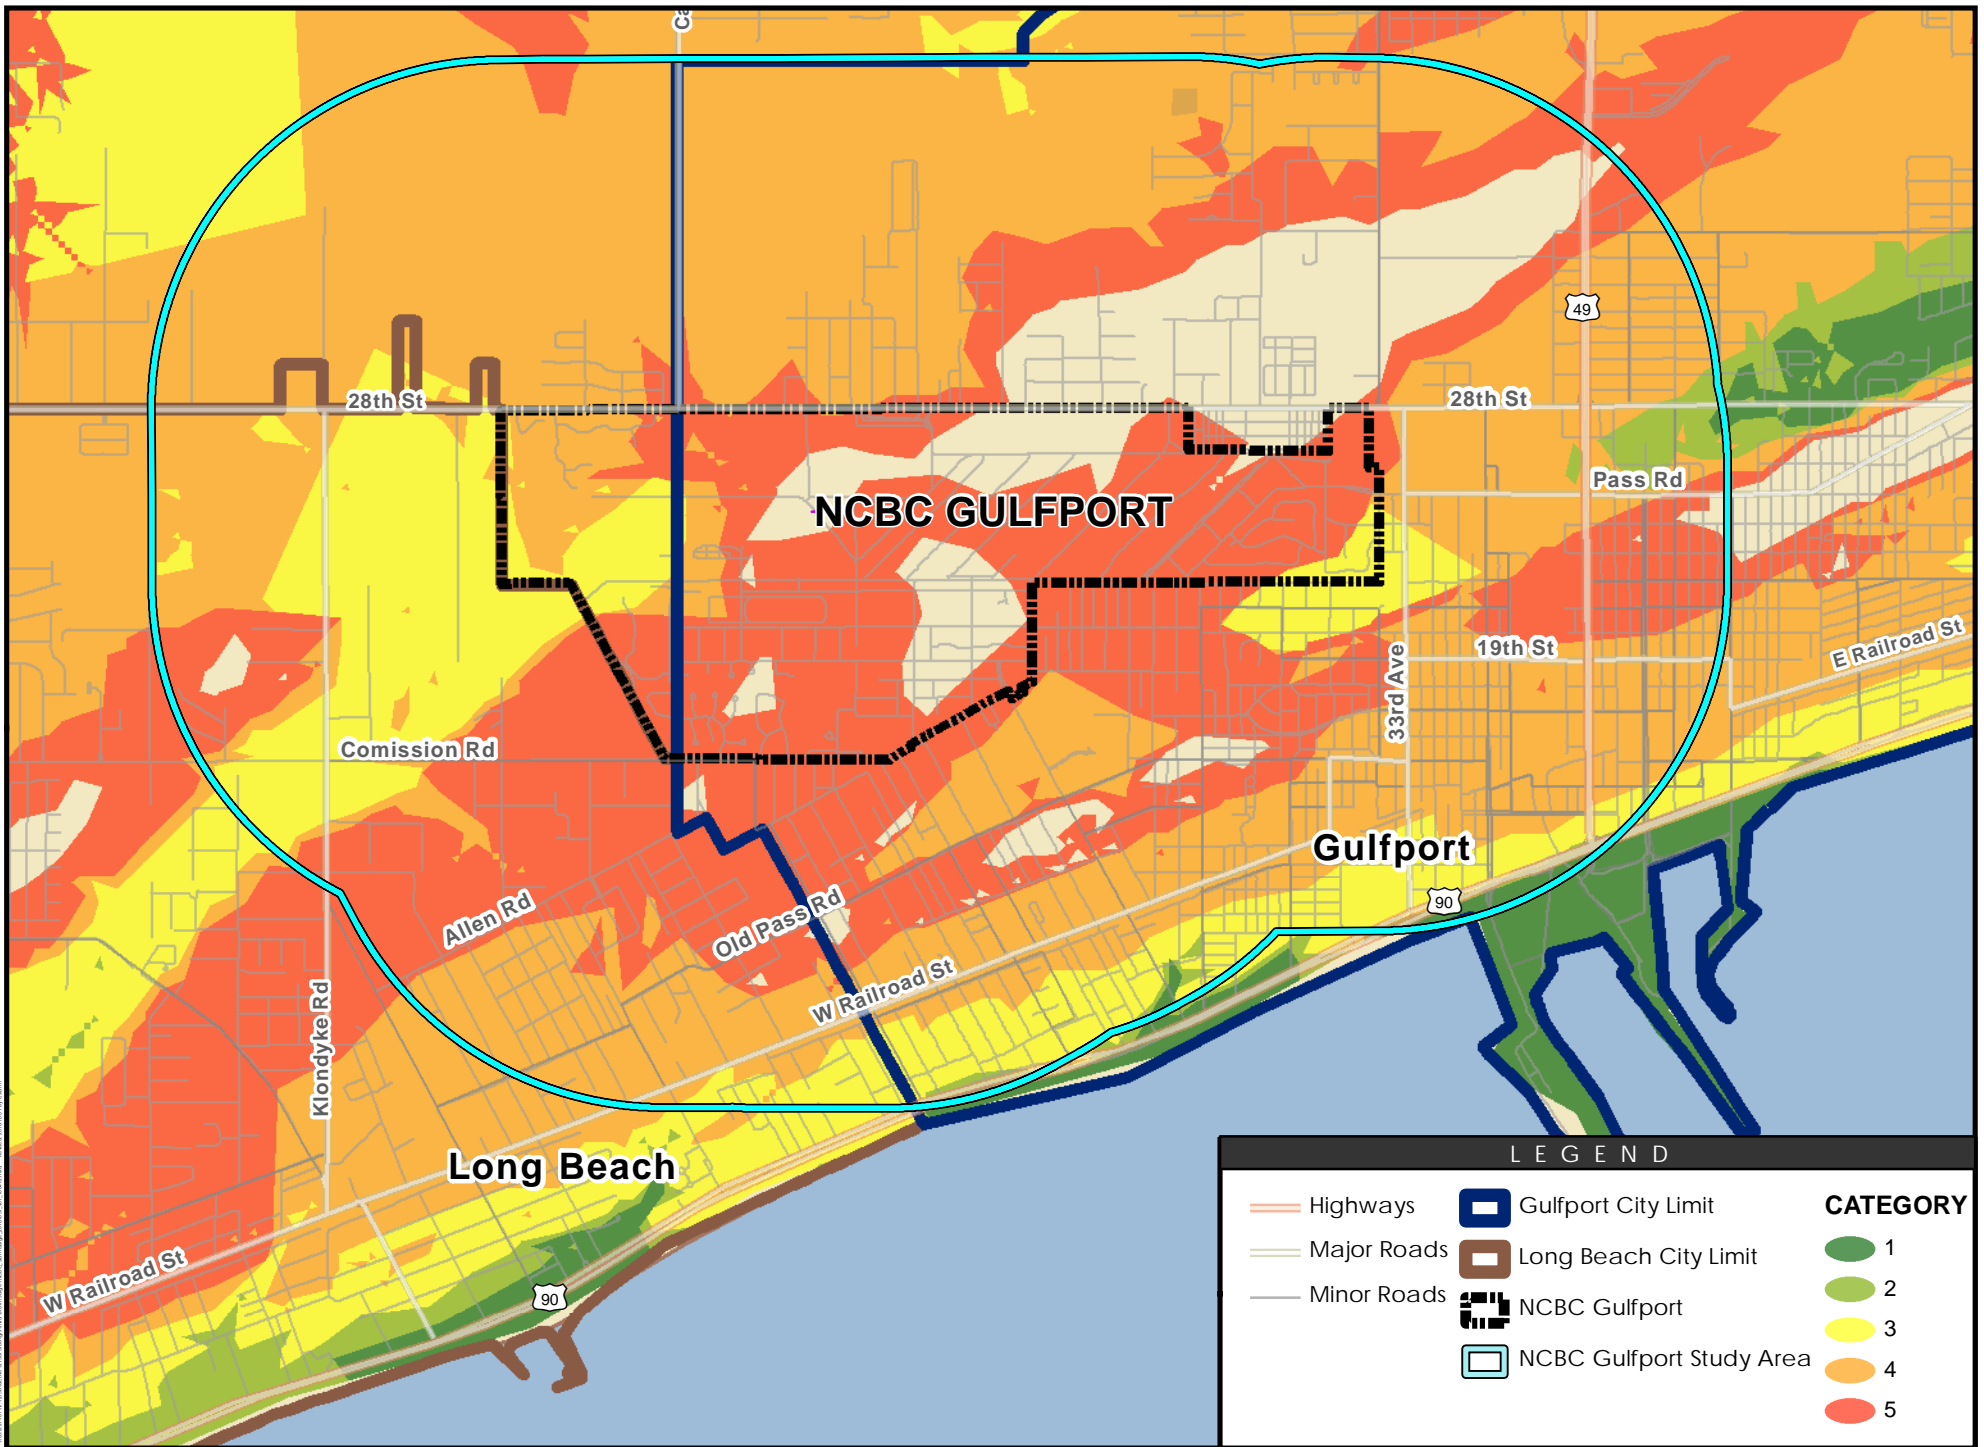 Ca
49
28th St
28th St
Pass Rd
NCBC GULFPORT
19th St
E Railroad St
33rd Ave
Comission Rd
Gulfport
90
Allen Rd
Old Pass Rd
W Railroad St
Klondyke Rd
Long Beach
W Railroad St
90
LEGEND
Highways
Major Roads
Minor Roads
Gulfport City Limit
Long Beach City Limit
NCBC Gulfport
NCBC Gulfport Study Area
CATEGORY
1
2
3
4
5